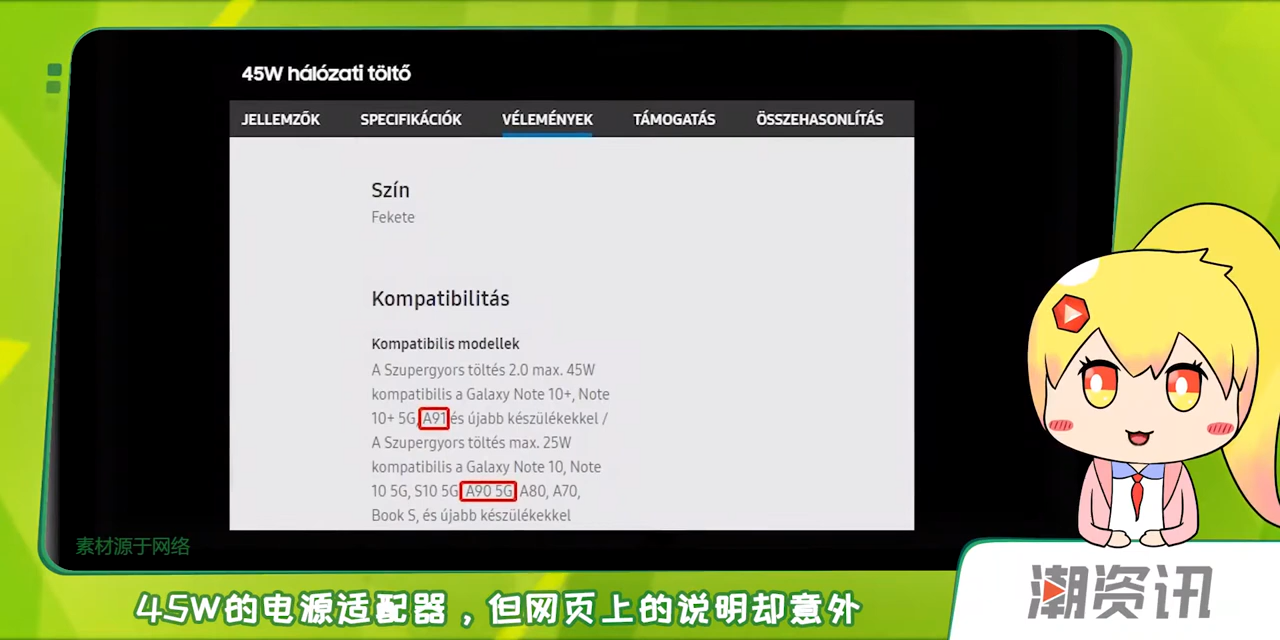 45W hálózati töltő
JELLEMZŐK SPECIFIKÁCIÓK VÉLEMÉNYEK TÁMOGATÁS ÖSSZEHASONLÍTÁS
Szín
Fekete
Kompatibilitás
Kompatibilis modellek
A Szupergyors töltés 2.0 max. 45W
kompatibilis a Galaxy Note 10+, Note
10+ 5G, A91 és újabb készülékekkel /
A Szupergyors töltés max. 25W
kompatibilis a Galaxy Note 10, Note
10 5G, S10 5G, A90 5G, A80, A70,
Book S, és újabb készülékekkel
素材源于网络
45W的电源适配器，但网页上的说明却意外
潮资讯